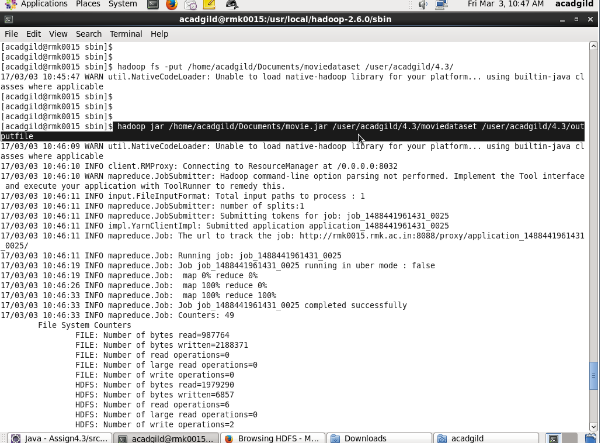 Applications Places System Fri Mar 3, 10:47 AM acadgild
acadgild@rmk0015:/usr/local/hadoop-2.6.0/sbin
File Edit View Search Terminal Help
[acadgild@rmk0015 sbin]$
[acadgild@rmk0015 sbin]$
[acadgild@rmk0015 sbin]$ hadoop fs -put /home/acadgild/Documents/moviedataset /user/acadgild/4.3/
17/03/03 10:45:47 WARN util.NativeCodeLoader: Unable to load native-hadoop library for your platform... using builtin-java cl
asses where applicable
[acadgild@rmk0015 sbin]$
[acadgild@rmk0015 sbin]$
[acadgild@rmk0015 sbin]$
[acadgild@rmk0015 sbin]$ hadoop jar /home/acadgild/Documents/movie.jar /user/acadgild/4.3/moviedataset /user/acadgild/4.3/out
putfile
17/03/03 10:46:09 WARN util.NativeCodeLoader: Unable to load native-hadoop library for your platform... using builtin-java cl
asses where applicable
17/03/03 10:46:10 INFO client.RMProxy: Connecting to ResourceManager at /0.0.0.0:8032
17/03/03 10:46:10 WARN mapreduce.JobSubmitter: Hadoop command-line option parsing not performed. Implement the Tool interface
and execute your application with ToolRunner to remedy this.
17/03/03 10:46:11 INFO input.FileInputFormat: Total input paths to process : 1
17/03/03 10:46:11 INFO mapreduce.JobSubmitter: number of splits:1
17/03/03 10:46:11 INFO mapreduce.JobSubmitter: Submitting tokens for job: job_1488441961431_0025
17/03/03 10:46:11 INFO impl.YarnClientImpl: Submitted application application_1488441961431_0025
17/03/03 10:46:11 INFO mapreduce.Job: The url to track the job: http://rmk0015.rmk.ac.in:8088/proxy/application_1488441961431
_0025/
17/03/03 10:46:11 INFO mapreduce.Job: Running job: job_1488441961431_0025
17/03/03 10:46:19 INFO mapreduce.Job: Job job_1488441961431_0025 running in uber mode : false
17/03/03 10:46:19 INFO mapreduce.Job: map 0% reduce 0%
17/03/03 10:46:26 INFO mapreduce.Job: map 100% reduce 0%
17/03/03 10:46:33 INFO mapreduce.Job: map 100% reduce 100%
17/03/03 10:46:33 INFO mapreduce.Job: Job job_1488441961431_0025 completed successfully
17/03/03 10:46:33 INFO mapreduce.Job: Counters: 49
File System Counters
FILE: Number of bytes read=987764
FILE: Number of bytes written=2188371
FILE: Number of read operations=0
FILE: Number of large read operations=0
FILE: Number of write operations=0
HDFS: Number of bytes read=1979290
HDFS: Number of bytes written=6857
HDFS: Number of read operations=6
HDFS: Number of large read operations=0
HDFS: Number of write operations=2
Java - Assign4.3/src... acadgild@rmk0015... Browsing HDFS - M... Downloads acadgild